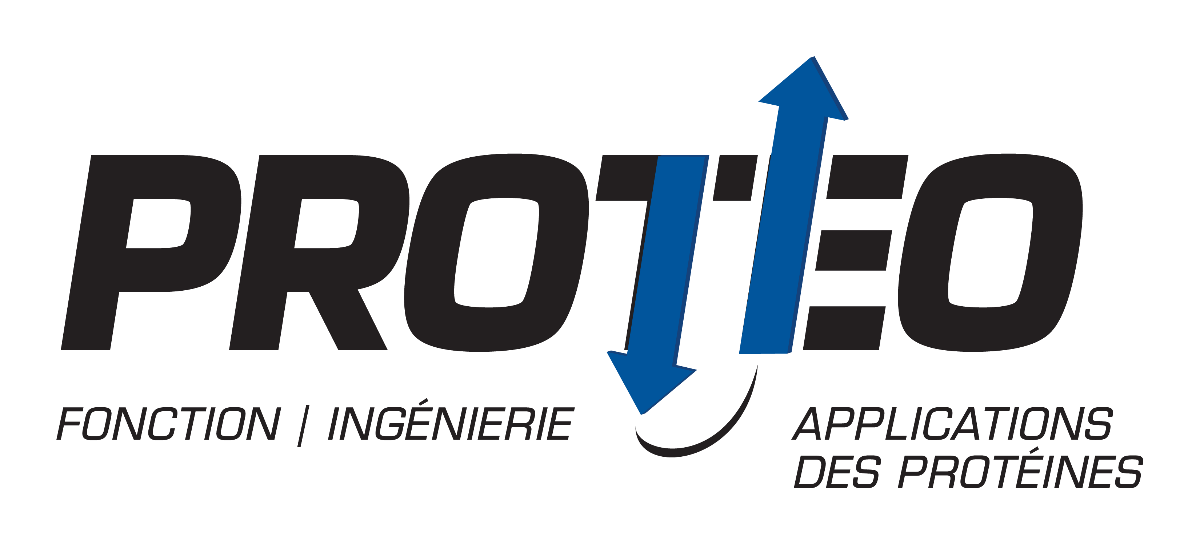 PROTEO
FONCTION | INGÉNIERIE
APPLICATIONS
DES PROTÉINES